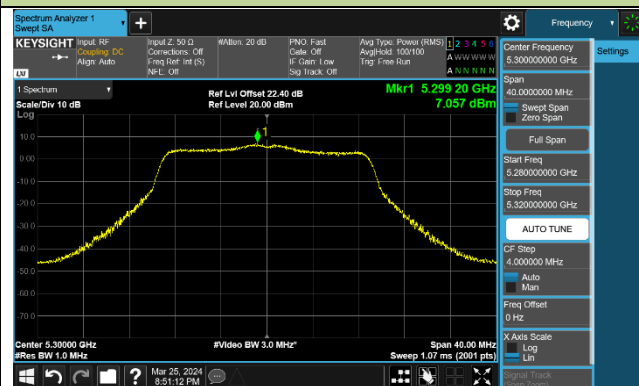 Spectrum Analyzer 1
Swept SA
Frequency
KEYSIGHT
Input: RF
Coupling: DC
Align: Auto
Input Z: 50 Ω
Corrections: Off
Freq Ref: Int (S)
NFE: Off
#Atten: 20 dB
PNO: Fast
Gate: Off
IF Gain: Low
Sig Track: Off
Avg Type: Power (RMS)
Avg|Hold: 100/100
Trig: Free Run
1 2 3 4 5 6
A W W W W W
A N N N N N
LXI
1 Spectrum
Scale/Div 10 dB
Log
Ref Lvl Offset 22.40 dB
Ref Level 20.00 dBm
Mkr1 5.299 20 GHz
7.057 dBm
1
10.0
0.00
-10.0
-20.0
-30.0
-40.0
-50.0
-60.0
-70.0
Center 5.30000 GHz
#Res BW 1.0 MHz
#Video BW 3.0 MHz*
Span 40.00 MHz
Sweep 1.07 ms (2001 pts)
Mar 25, 2024
8:51:12 PM
Center Frequency
5.300000000 GHz
Span
40.0000000 MHz
Swept Span
Zero Span
Full Span
Start Freq
5.280000000 GHz
Stop Freq
5.320000000 GHz
AUTO TUNE
CF Step
4.000000 MHz
Auto
Man
Freq Offset
0 Hz
X Axis Scale
Log
Lin
Signal Track
(Span Zoom)
Settings